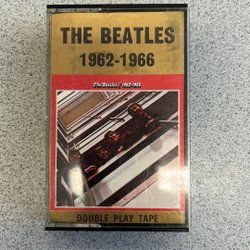 THE BEATLES
1962-1966
The Beatles / 1962-1966
DOUBLE PLAY TAPE